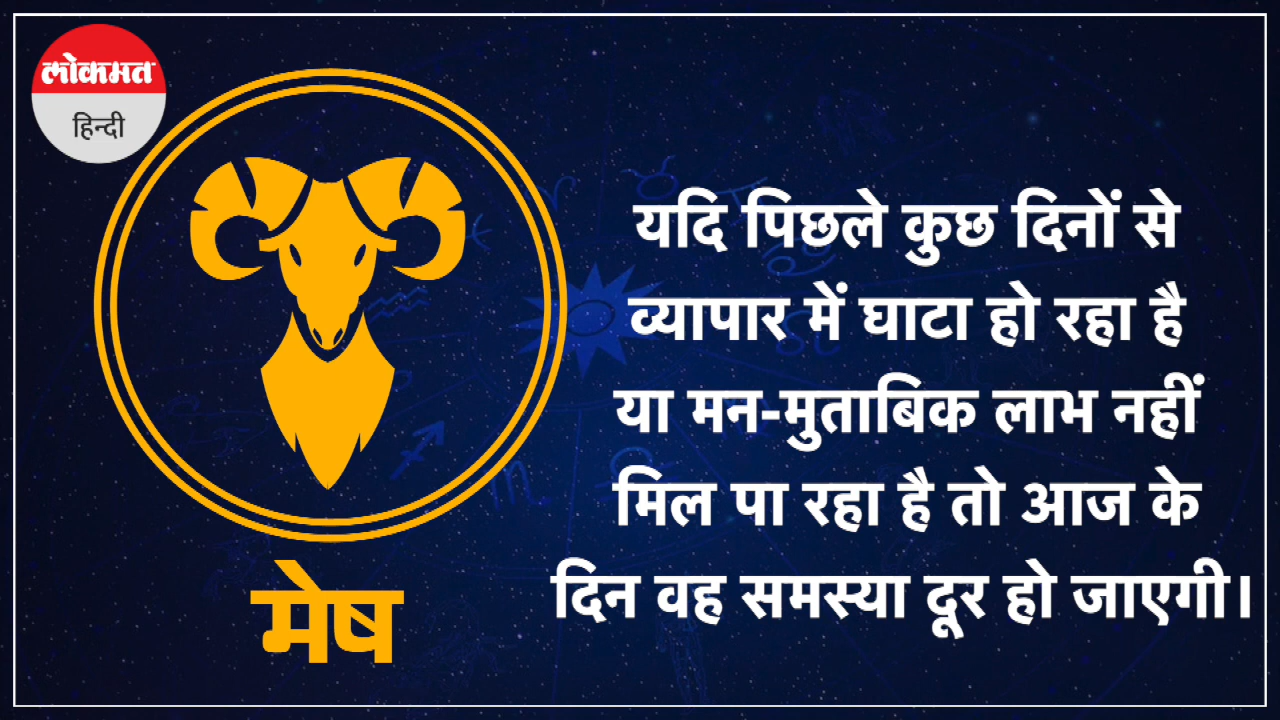 लोकमत
हिन्दी
यदि पिछले कुछ दिनों से
व्यापार में घाटा हो रहा है
या मन-मुताबिक लाभ नहीं
मिल पा रहा है तो आज के
दिन वह समस्या दूर हो जाएगी।
मेष